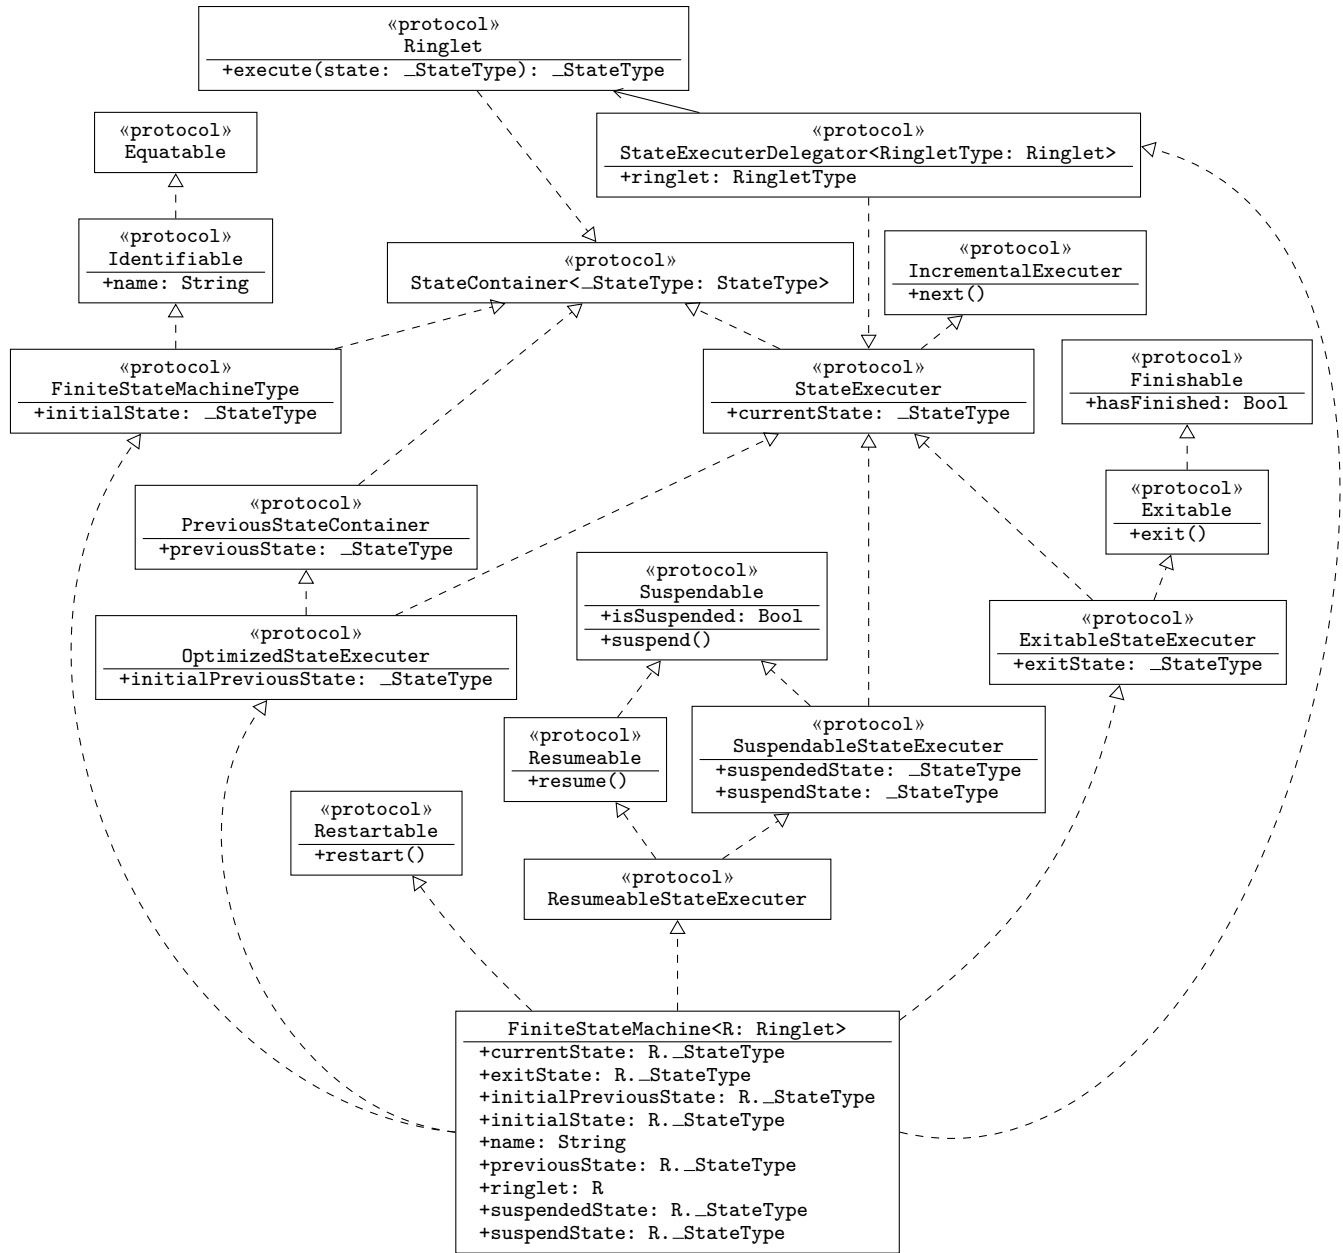 «protocol»
Ringlet
+execute(state: _StateType): _StateType
«protocol»
Equatable
«protocol»
StateExecuterDelegator<RingletType: Ringlet>
+ringlet: RingletType
«protocol»
Identifiable
+name: String
«protocol»
StateContainer<_StateType: StateType>
«protocol»
IncrementalExecuter
+next()
«protocol»
FiniteStateMachineType
+initialState: _StateType
«protocol»
StateExecuter
+currentState: _StateType
«protocol»
Finishable
+hasFinished: Bool
«protocol»
PreviousStateContainer
+previousState: _StateType
«protocol»
Exitable
+exit()
«protocol»
Suspendable
+isSuspended: Bool
+suspend()
«protocol»
OptimizedStateExecuter
+initialPreviousState: _StateType
«protocol»
ExitableStateExecuter
+exitState: _StateType
«protocol»
Resumeable
+resume()
«protocol»
SuspendableStateExecuter
+suspendedState: _StateType
+suspendState: _StateType
«protocol»
Restartable
+restart()
«protocol»
ResumeableStateExecuter
FiniteStateMachine<R: Ringlet>
+currentState: R._StateType
+exitState: R._StateType
+initialPreviousState: R._StateType
+initialState: R._StateType
+name: String
+previousState: R._StateType
+ringlet: R
+suspendedState: R._StateType
+suspendState: R._StateType